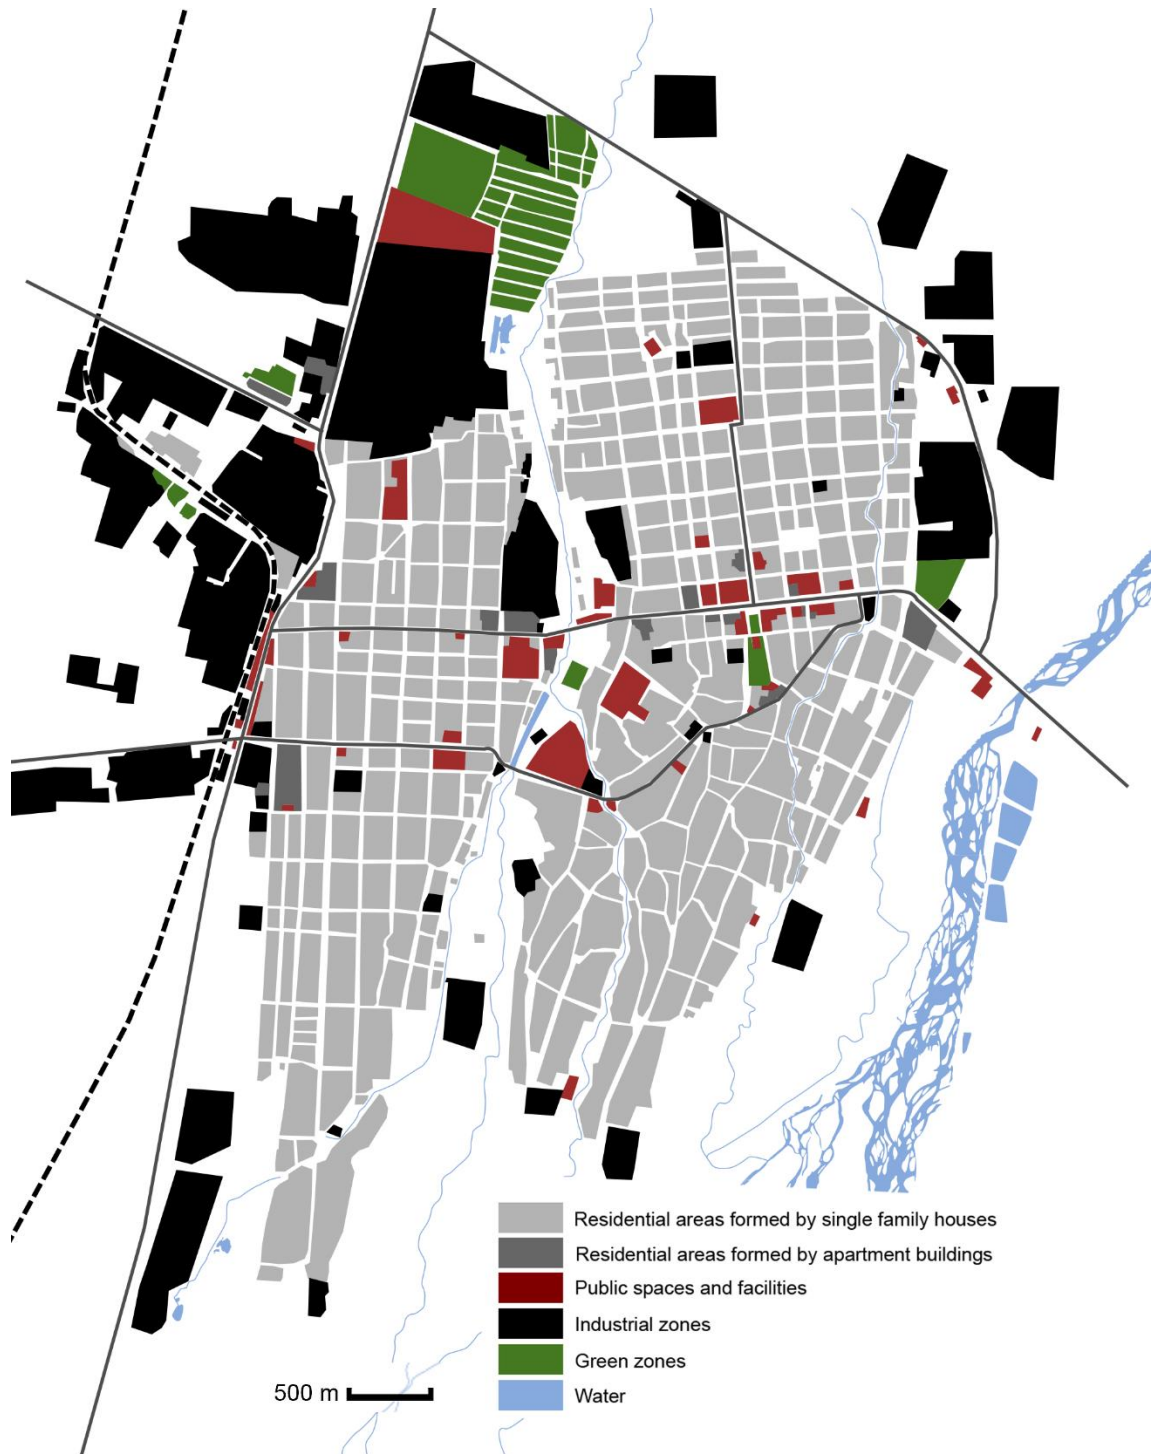 Residential areas formed by single family houses
Residential areas formed by apartment buildings
Public spaces and facilities
Industrial zones
Green zones
Water
500 m